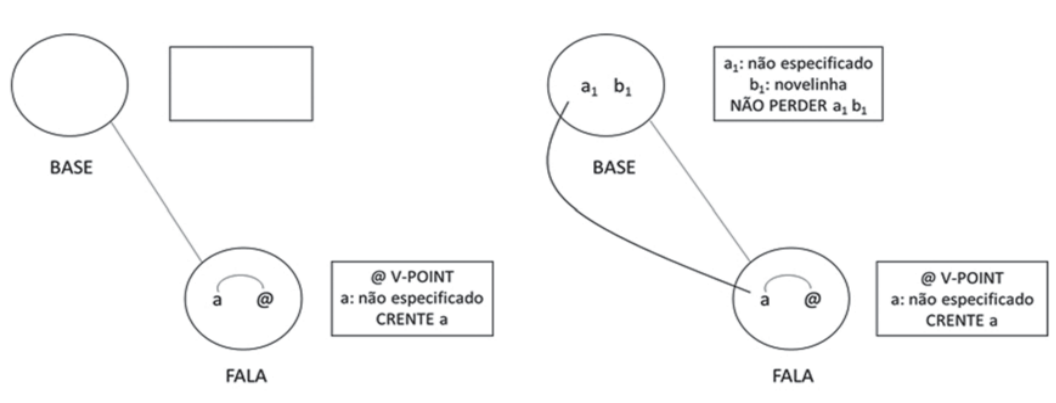 BASE
@ V-POINT
a: não especificado
CRENTE a
a @
FALA
a₁ b₁
a₁: não especificado
b₁: novelinha
NÃO PERDER a₁ b₁
BASE
@ V-POINT
a: não especificado
CRENTE a
a @
FALA